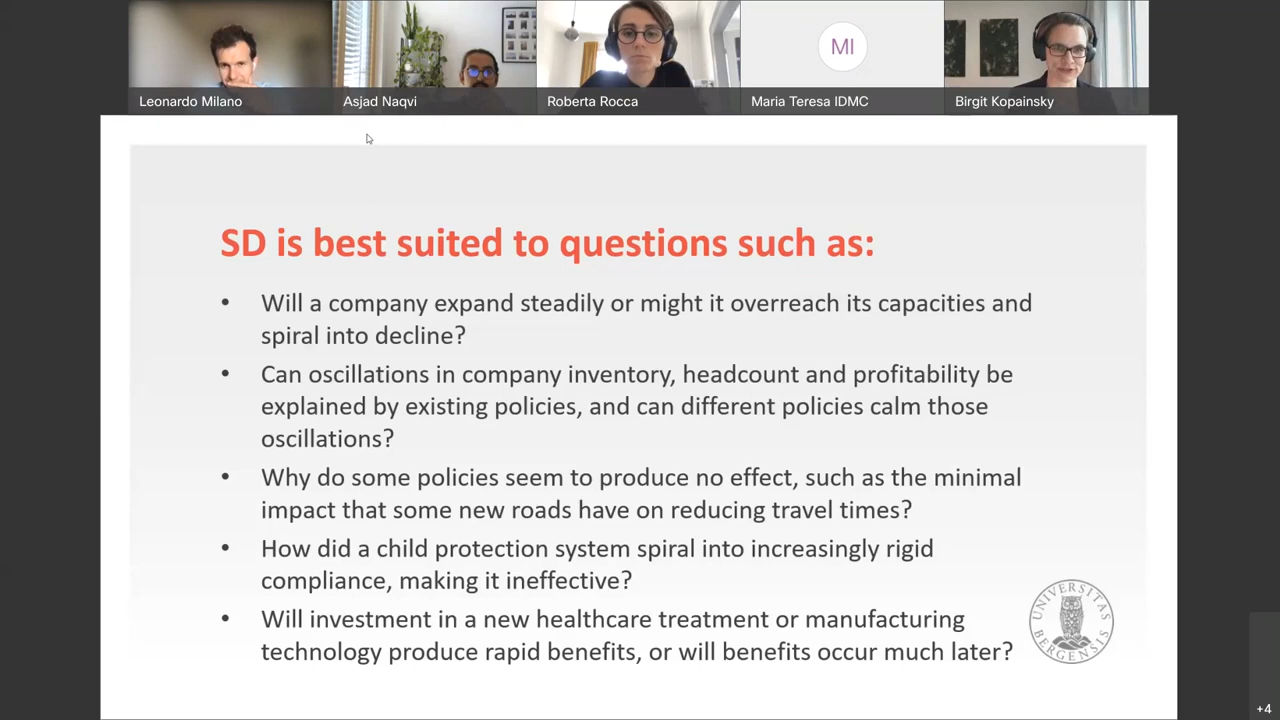 Leonardo Milano
Asjad Naqvi
Roberta Rocca
MI
Maria Teresa IDMC
Birgit Kopainsky
SD is best suited to questions such as:
• Will a company expand steadily or might it overreach its capacities and
spiral into decline?
• Can oscillations in company inventory, headcount and profitability be
explained by existing policies, and can different policies calm those
oscillations?
• Why do some policies seem to produce no effect, such as the minimal
impact that some new roads have on reducing travel times?
• How did a child protection system spiral into increasingly rigid
compliance, making it ineffective?
• Will investment in a new healthcare treatment or manufacturing
technology produce rapid benefits, or will benefits occur much later?
UNIVERSITAS
BERGENSIS
+4